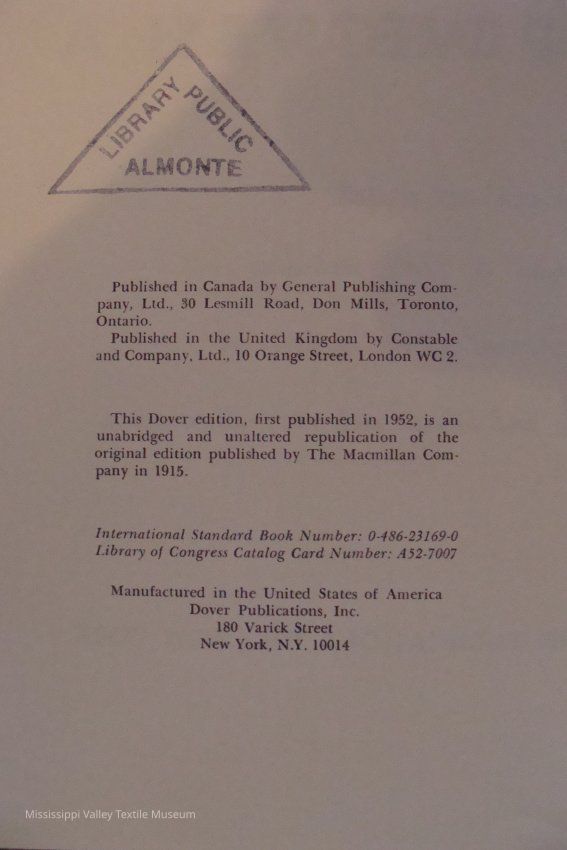 LIBRARY PUBLIC
ALMONTE
Published in Canada by General Publishing Com-
pany, Ltd., 30 Lesmill Road, Don Mills, Toronto,
Ontario.
Published in the United Kingdom by Constable
and Company, Ltd., 10 Orange Street, London WC 2.
This Dover edition, first published in 1952, is an
unabridged and unaltered republication of the
original edition published by The Macmillan Com-
pany in 1915.
International Standard Book Number: 0-486-23169-0
Library of Congress Catalog Card Number: A52-7007
Manufactured in the United States of America
Dover Publications, Inc.
180 Varick Street
New York, N.Y. 10014
Mississippi Valley Textile Museum